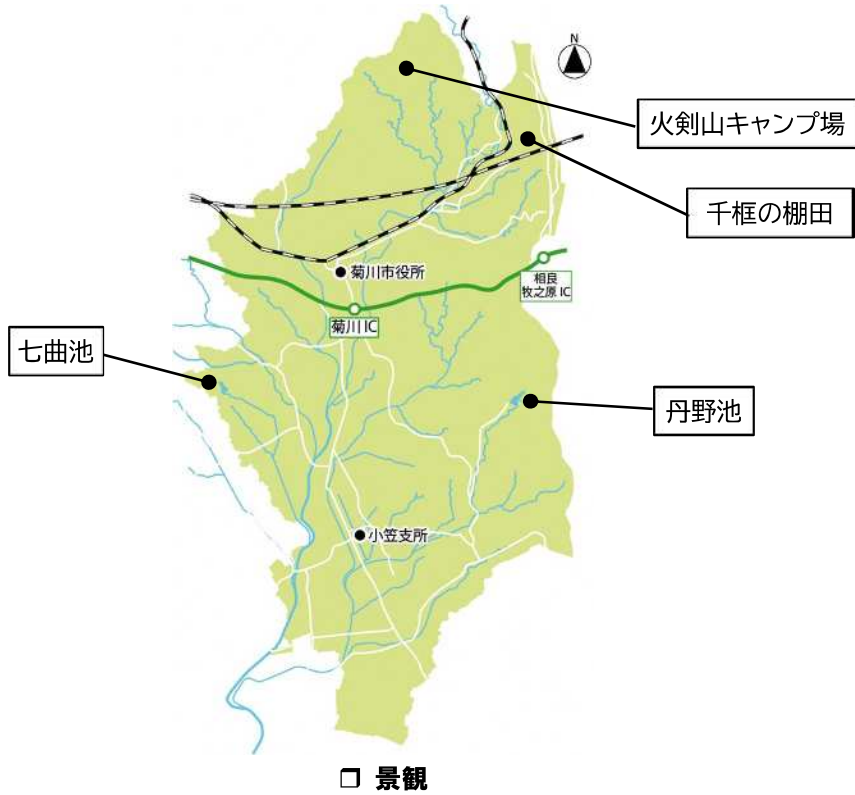 N
火剣山キャンプ場
千框の棚田
菊川市役所
相良
牧之原 IC
菊川 IC
七曲池
丹野池
小笠支所
□ 景観